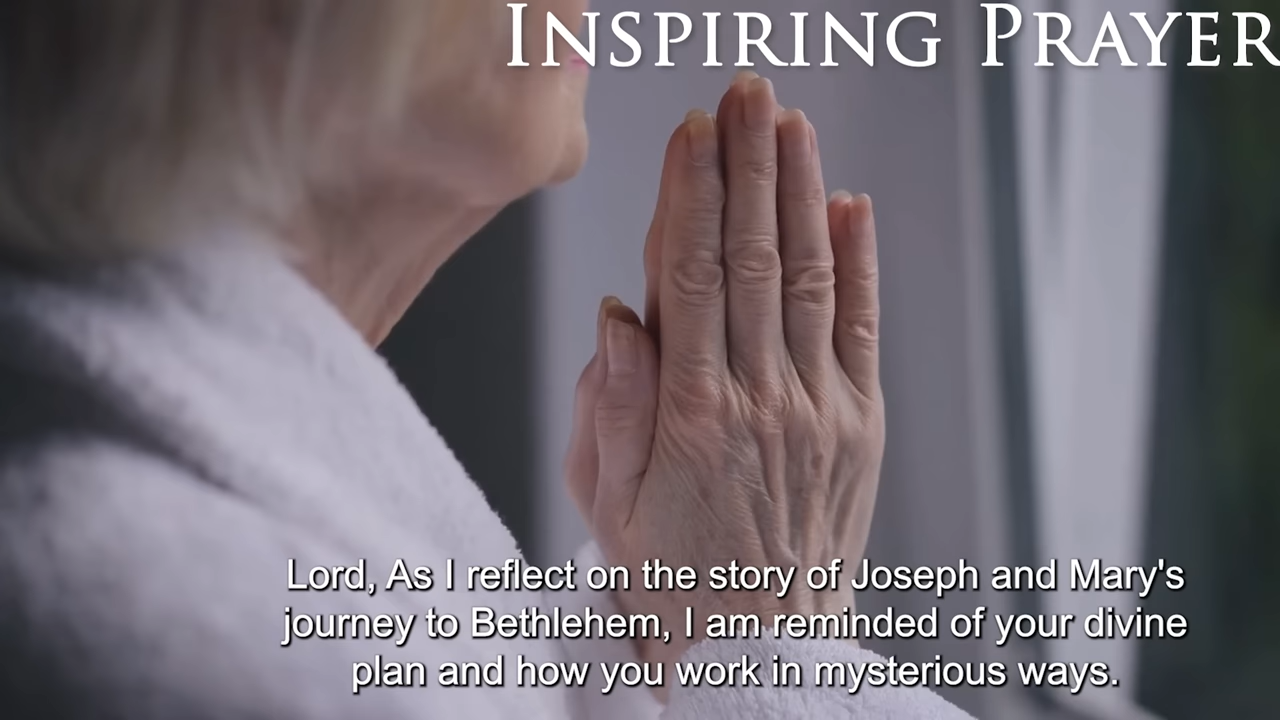 INSPIRING PRAYER
Lord, As I reflect on the story of Joseph and Mary's
journey to Bethlehem, I am reminded of your divine
plan and how you work in mysterious ways.